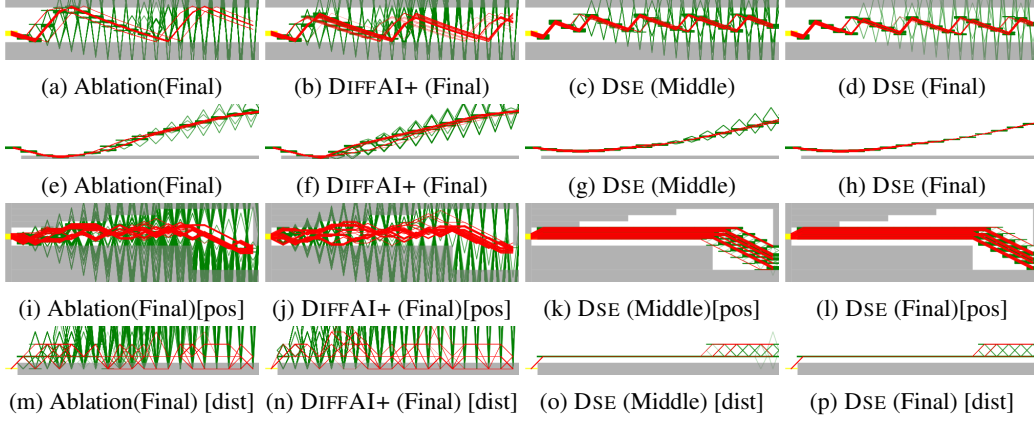 (a) Ablation(Final) (b) DIFFAI+ (Final) (c) DSE (Middle) (d) DSE (Final)
(e) Ablation(Final) (f) DIFFAI+ (Final) (g) DSE (Middle) (h) DSE (Final)
(i) Ablation(Final)[pos] (j) DIFFAI+ (Final)[pos] (k) DSE (Middle)[pos] (l) DSE (Final)[pos]
(m) Ablation(Final) [dist] (n) DIFFAI+ (Final) [dist] (o) DSE (Middle) [dist] (p) DSE (Final) [dist]